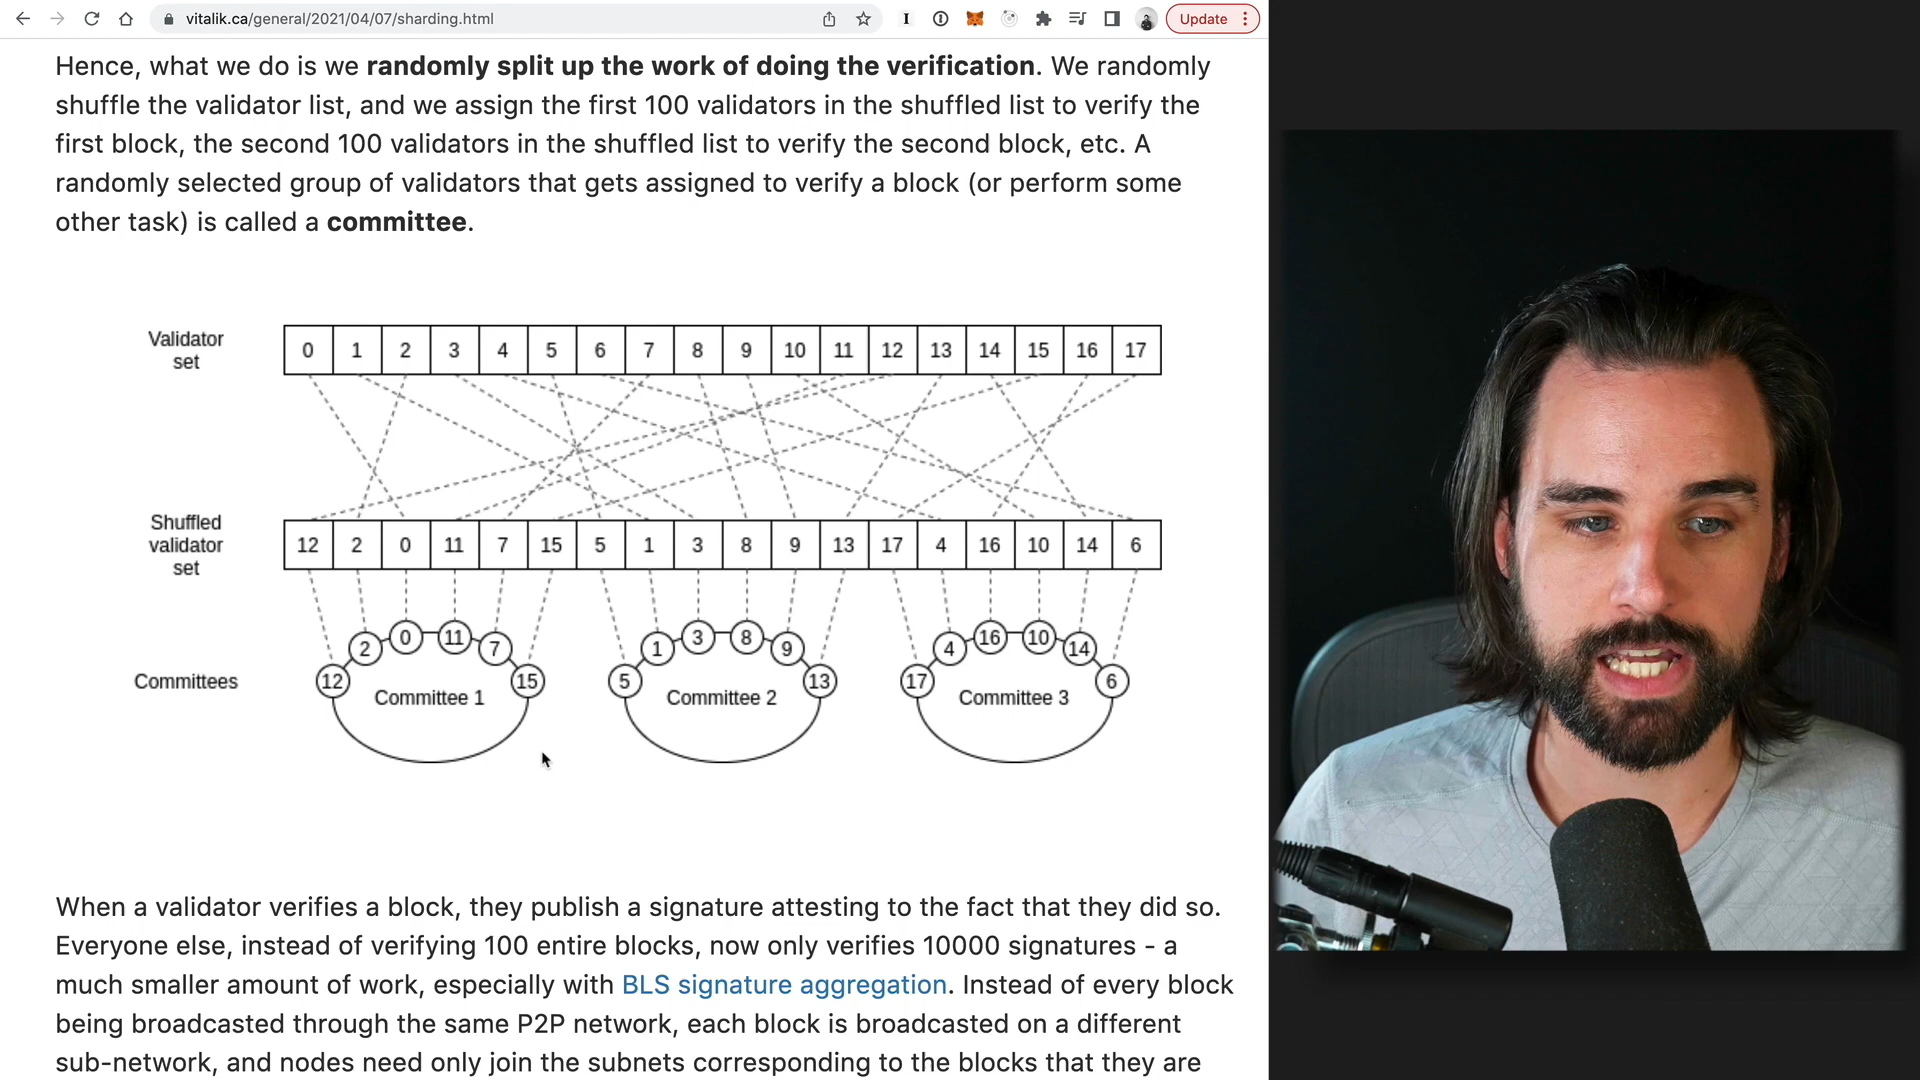 vitalik.ca/general/2021/04/07/sharding.html
Update
Hence, what we do is we randomly split up the work of doing the verification. We randomly
shuffle the validator list, and we assign the first 100 validators in the shuffled list to verify the
first block, the second 100 validators in the shuffled list to verify the second block, etc. A
randomly selected group of validators that gets assigned to verify a block (or perform some
other task) is called a committee.
Validator
set
0 1 2 3 4 5 6 7 8 9 10 11 12 13 14 15 16 17
Shuffled
validator
set
12 2 0 11 7 15 5 1 3 8 9 13 17 4 16 10 14 6
Committees
12 2 0 11 7 15
Committee 1
5 1 3 8 9 13
Committee 2
17 4 16 10 14 6
Committee 3
When a validator verifies a block, they publish a signature attesting to the fact that they did so.
Everyone else, instead of verifying 100 entire blocks, now only verifies 10000 signatures - a
much smaller amount of work, especially with BLS signature aggregation. Instead of every block
being broadcasted through the same P2P network, each block is broadcasted on a different
sub-network, and nodes need only join the subnets corresponding to the blocks that they are